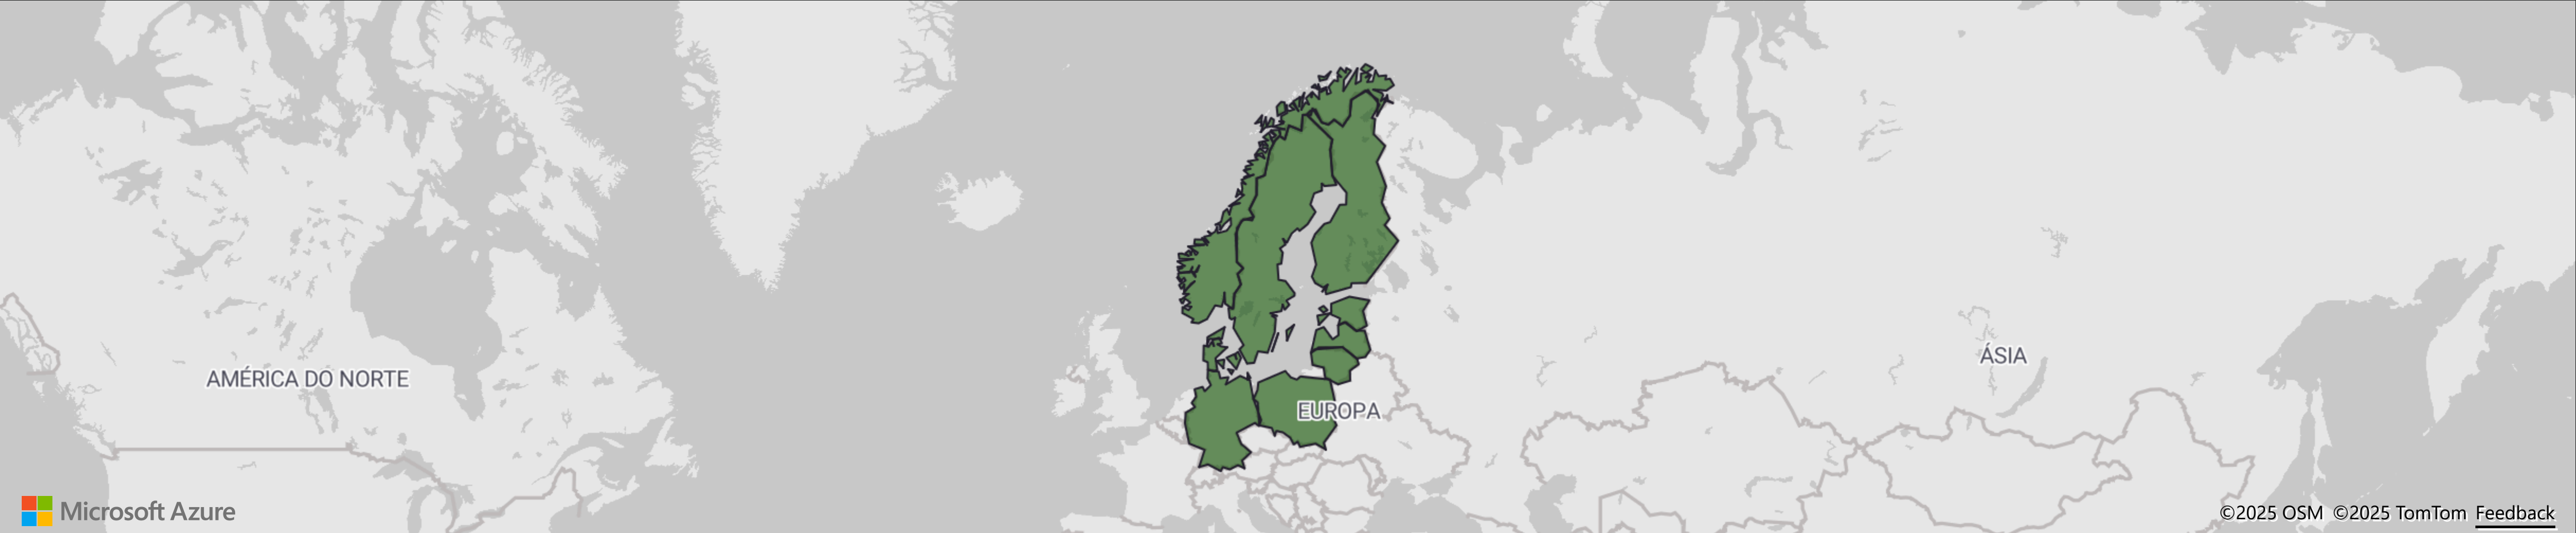 ÁSIA
AMÉRICA DO NORTE
EUROPA
Microsoft Azure
©2025 OSM ©2025 TomTom Feedback